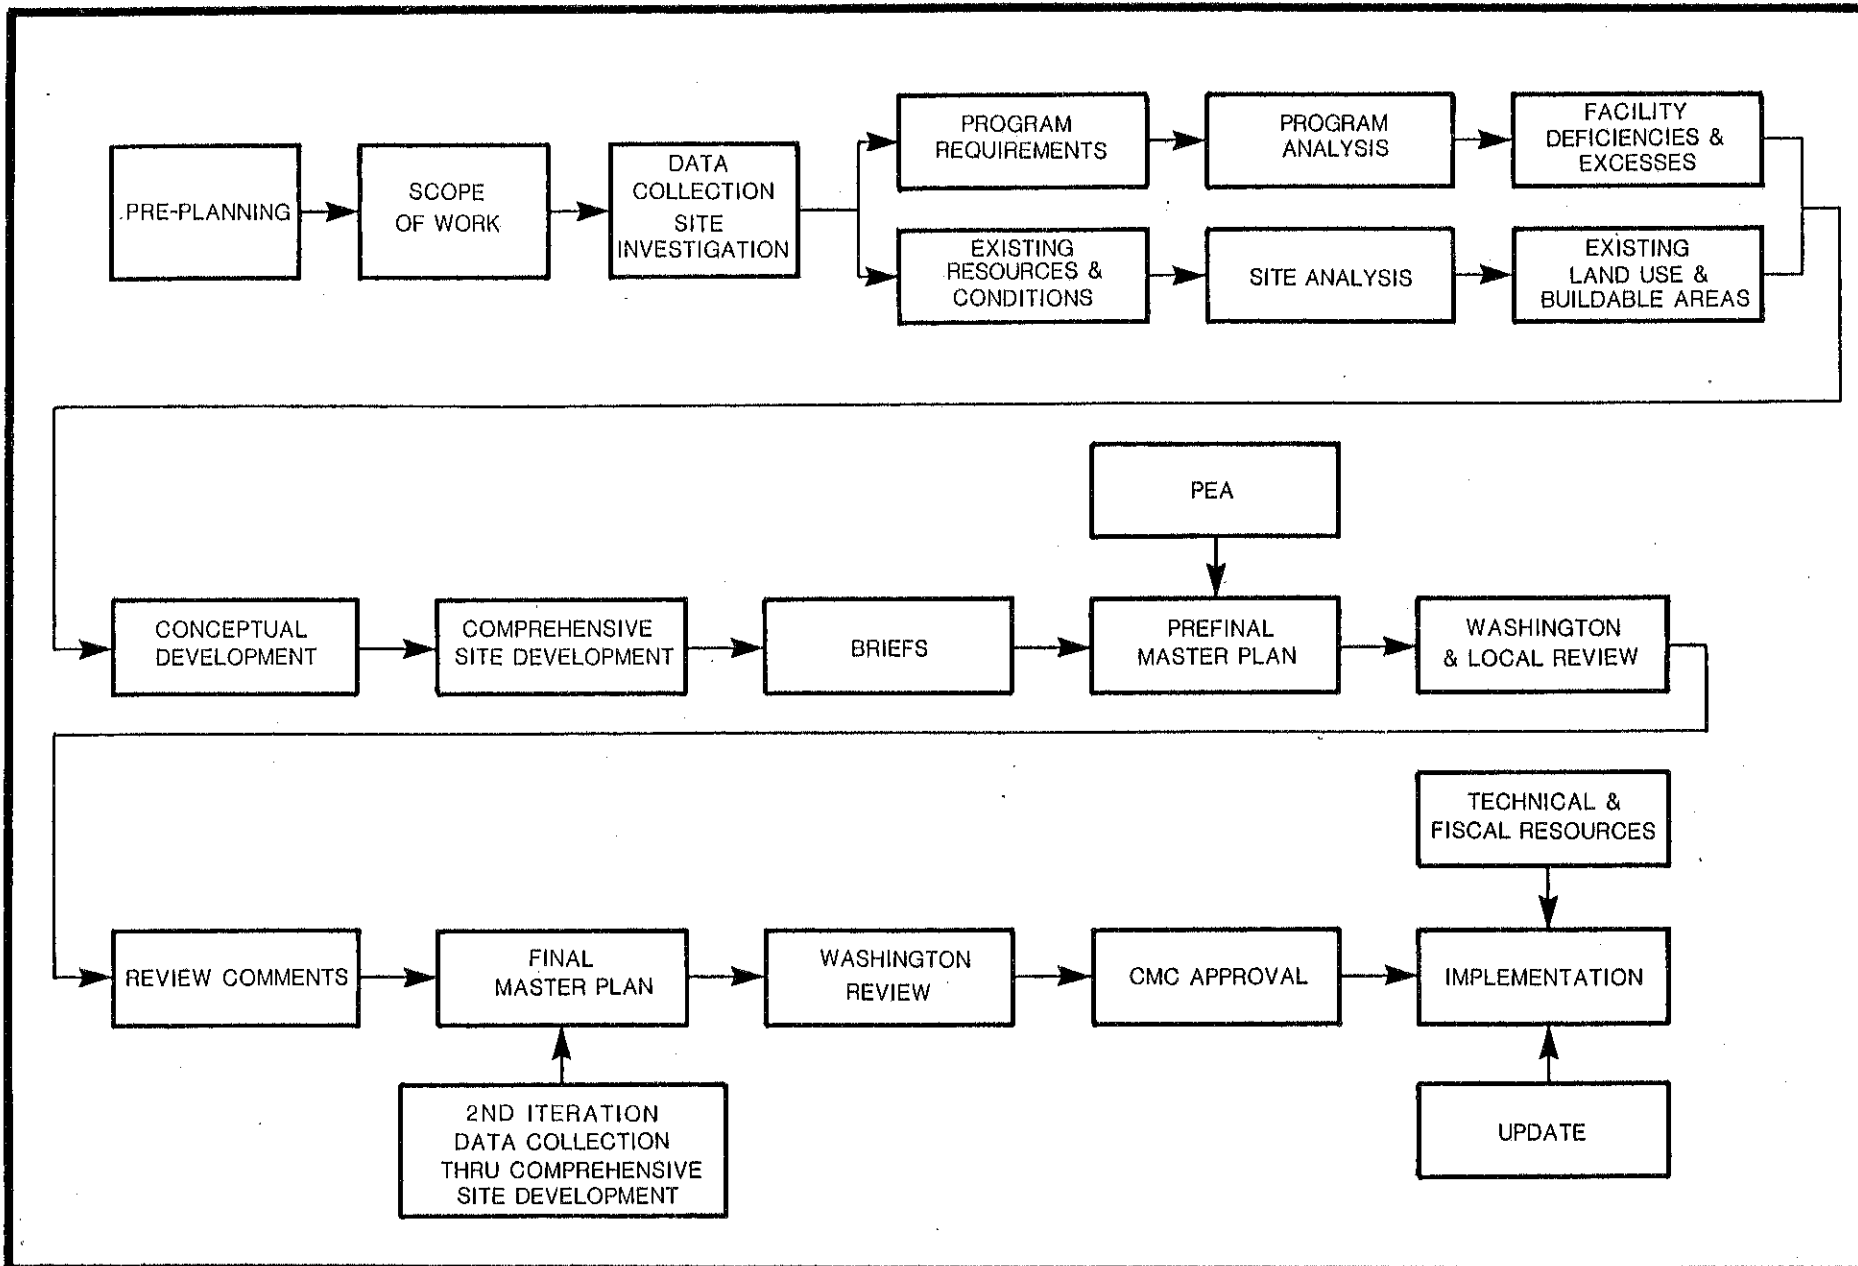 PRE-PLANNING
SCOPE
OF WORK
DATA
COLLECTION
SITE
INVESTIGATION
PROGRAM
REQUIREMENTS
PROGRAM
ANALYSIS
FACILITY
DEFICIENCIES &
EXCESSES
EXISTING
RESOURCES &
CONDITIONS
SITE ANALYSIS
EXISTING
LAND USE &
BUILDABLE AREAS
PEA
CONCEPTUAL
DEVELOPMENT
COMPREHENSIVE
SITE DEVELOPMENT
BRIEFS
PREFINAL
MASTER PLAN
WASHINGTON
& LOCAL REVIEW
TECHNICAL &
FISCAL RESOURCES
REVIEW COMMENTS
FINAL
MASTER PLAN
WASHINGTON
REVIEW
CMC APPROVAL
IMPLEMENTATION
2ND ITERATION
DATA COLLECTION
THRU COMPREHENSIVE
SITE DEVELOPMENT
UPDATE